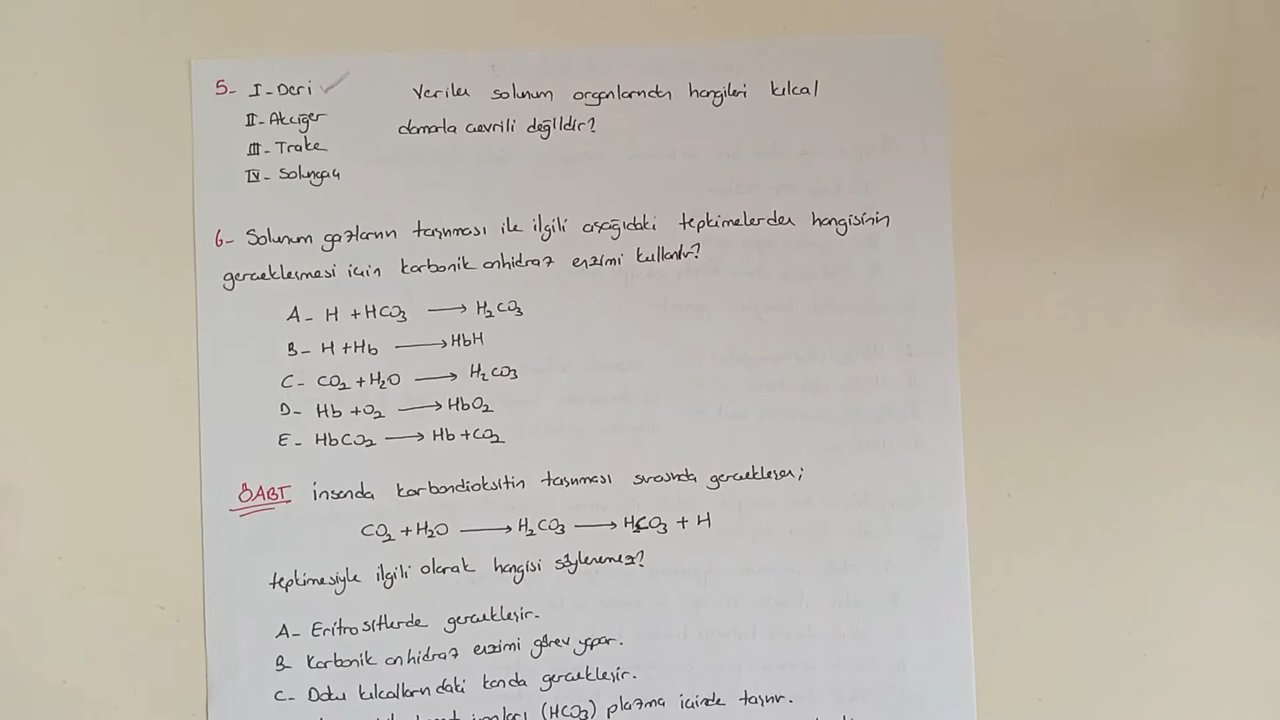 5- I-Deri ✓ Verilen solunum organlarından hangileri kılcal
II-Akciğer damarla çevrili değildir?
III-Trake
IV-Solungaç
6- Solunum gazlarının taşınması ile ilgili aşağıdaki tepkimelerden hangisinin
gerçekleşmesi için karbonik anhidraz enzimi kullanılır?
A- H + HCO3 → H2CO3
B- H + Hb → HbH
C- CO2 + H2O → H2CO3
D- Hb + O2 → HbO2
E- HbCO2 → Hb + CO2
ÖABT insanda karbondioksitin taşınması sırasında gerçekleşen;
CO2 + H2O → H2CO3 → HCO3 + H
tepkimesiyle ilgili olarak hangisi söylenemez?
A- Eritrositlerde gerçekleşir.
B- Karbonik anhidraz enzimi görev yapar.
C- Doku kılcallarındaki kanda gerçekleşir.
(HCO3) plazma içinde taşınır.